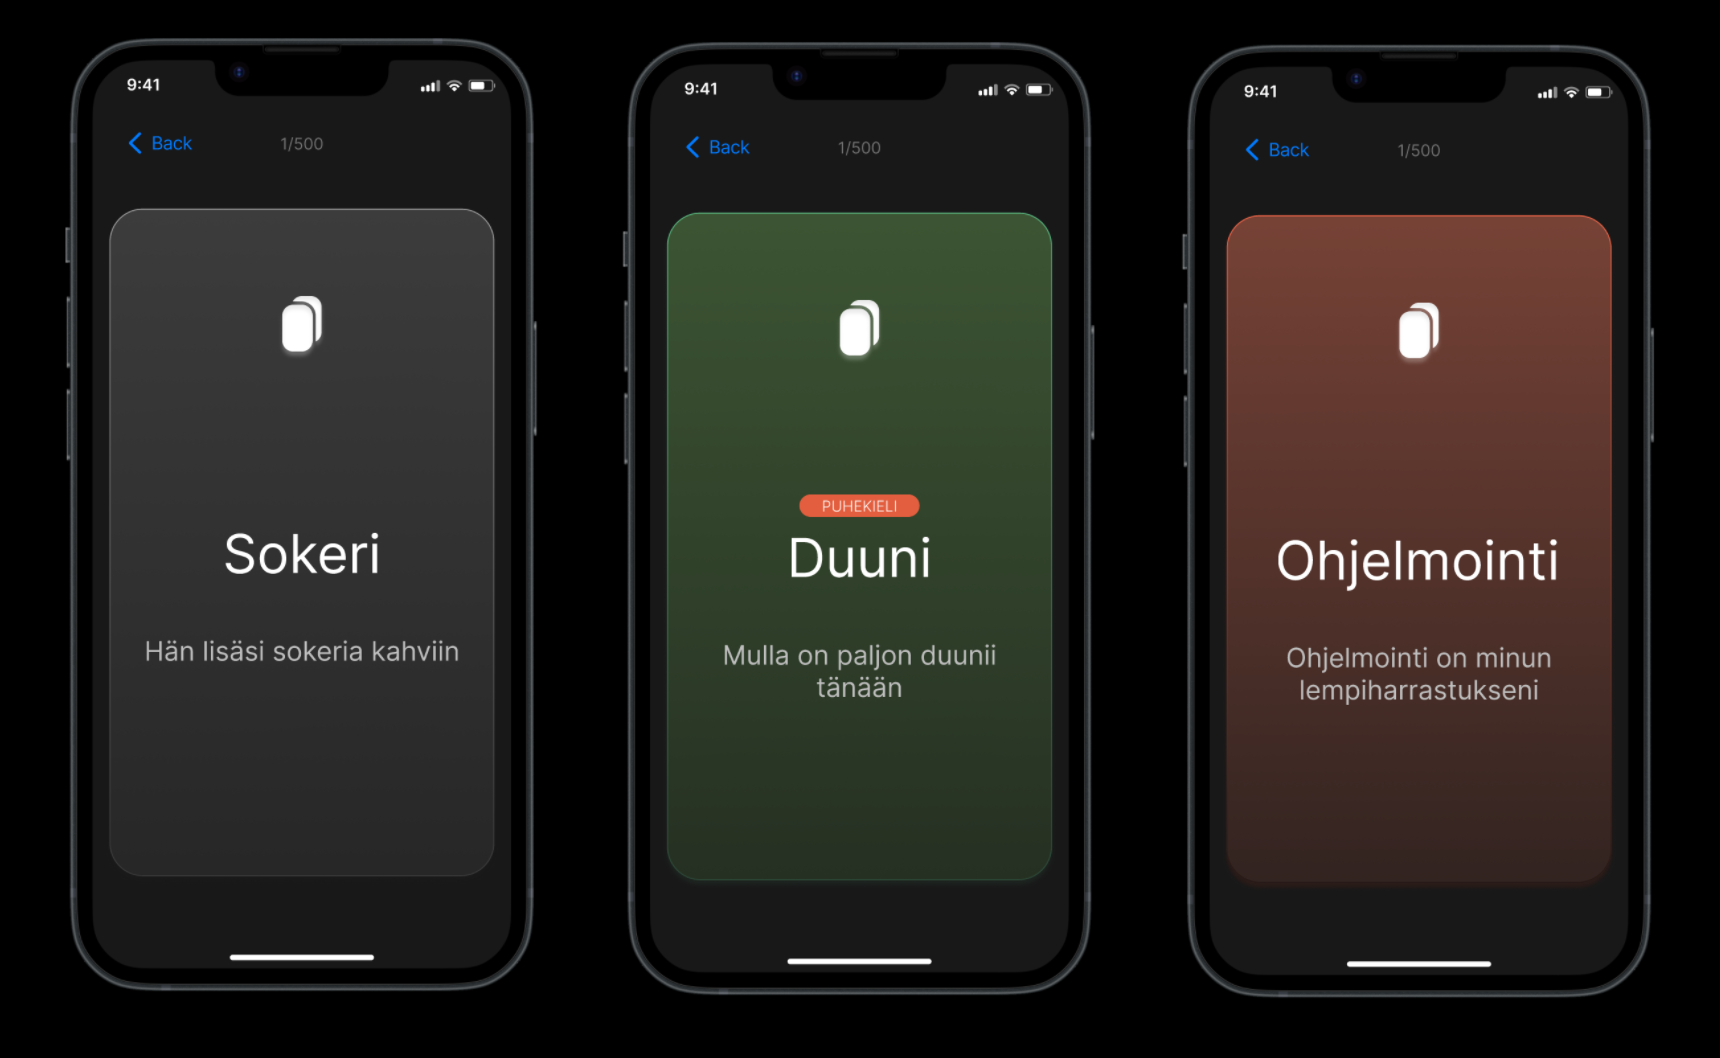 9:41
Back
1/500
Sokeri
Hän lisäsi sokeria kahviin
9:41
Back
1/500
PUHEKIELI
Duuni
Mulla on paljon duunii
tänään
9:41
Back
1/500
Ohjelmointi
Ohjelmointi on minun
lempiharrastukseni